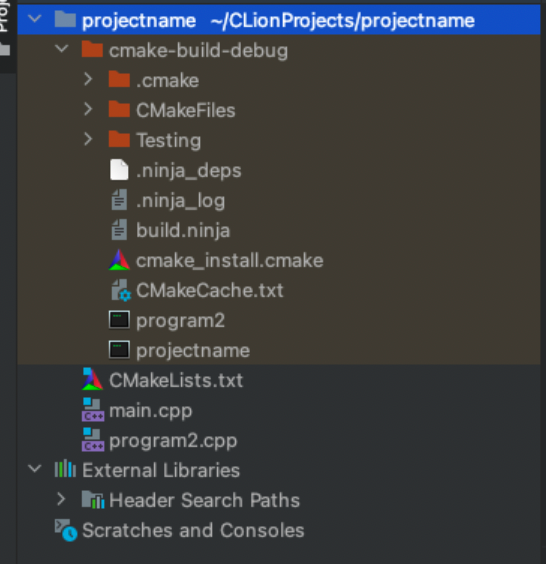 Proj
projectname ~/CLionProjects/projectname
cmake-build-debug
.cmake
CMakeFiles
Testing
.ninja_deps
.ninja_log
build.ninja
cmake_install.cmake
CMakeCache.txt
program2
projectname
CMakeLists.txt
main.cpp
program2.cpp
External Libraries
Header Search Paths
Scratches and Consoles